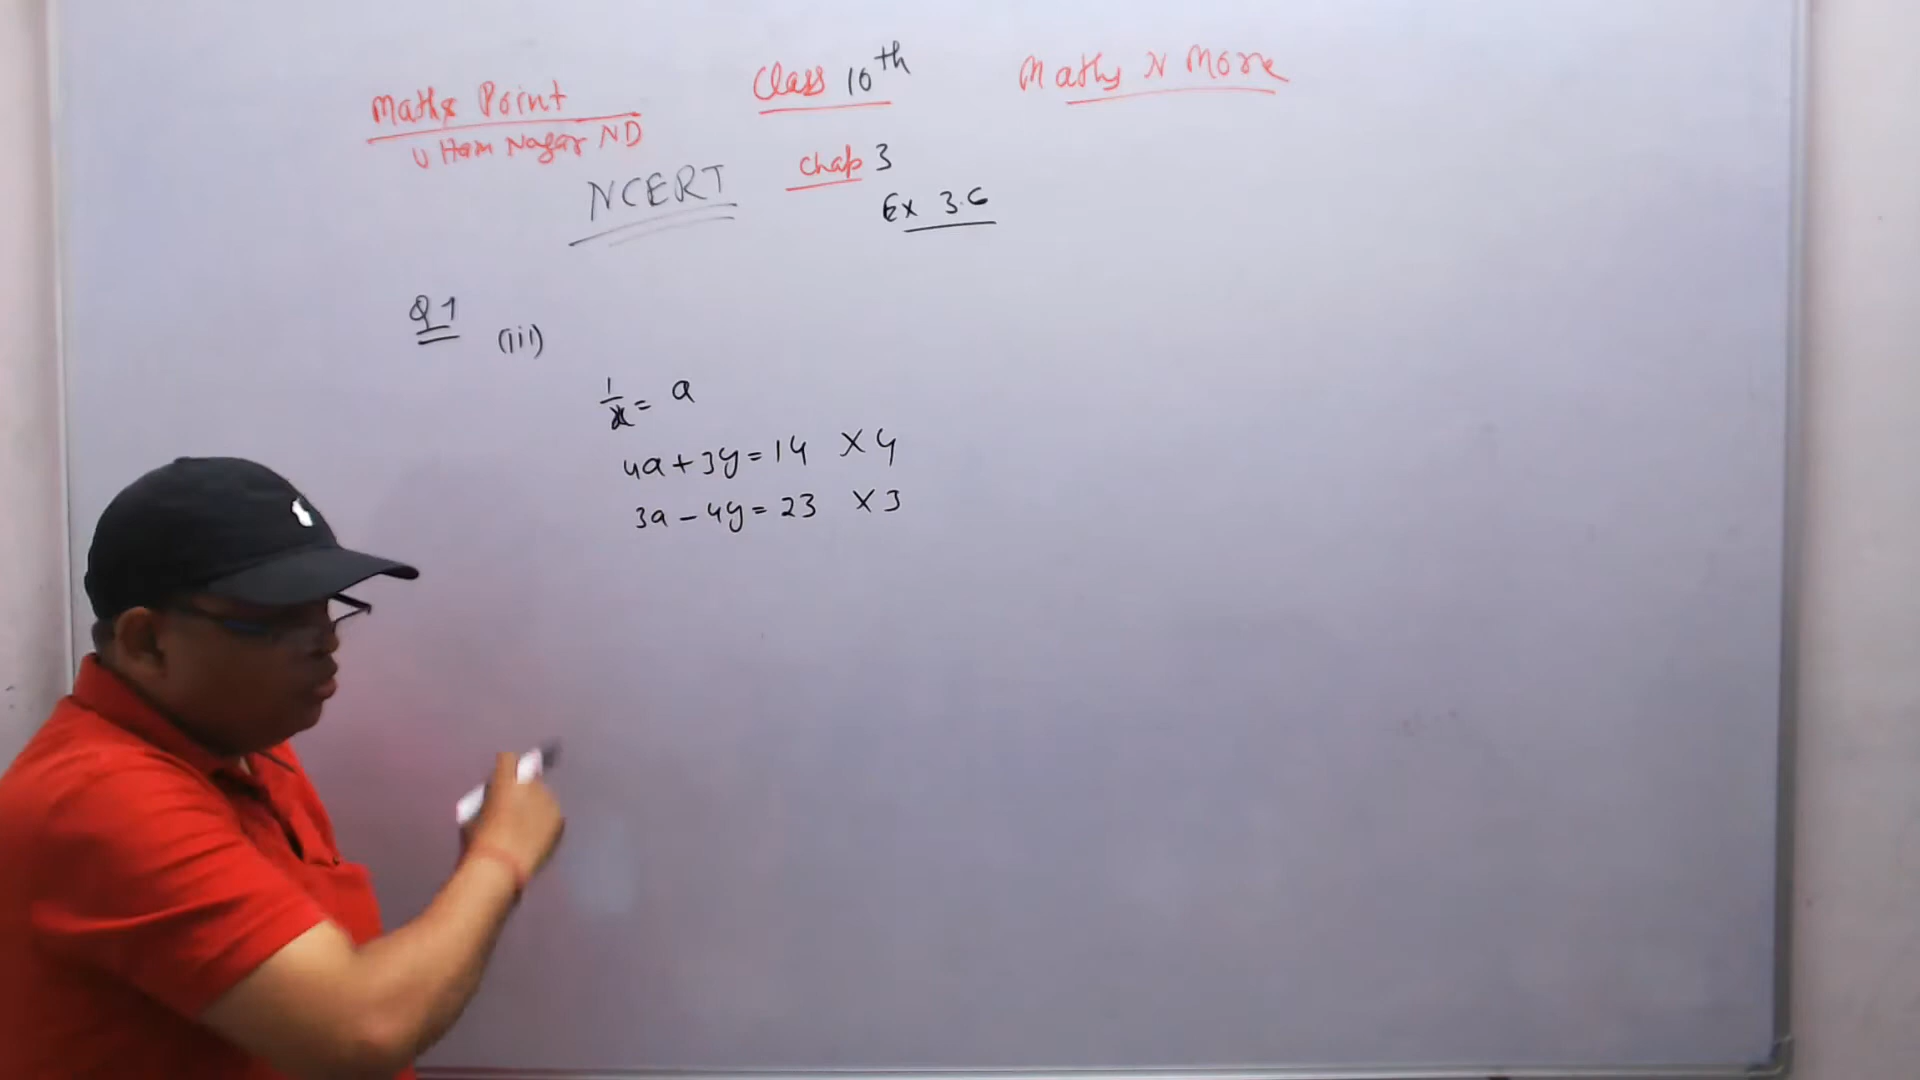 Maths Point
U Ham Nagar ND
Class 10th
Maths N More
NCERT
Chap 3
Ex 3.6
Q1
(iii)
1/x = a
4a + 3y = 14 × 4
3a - 4y = 23 × 3